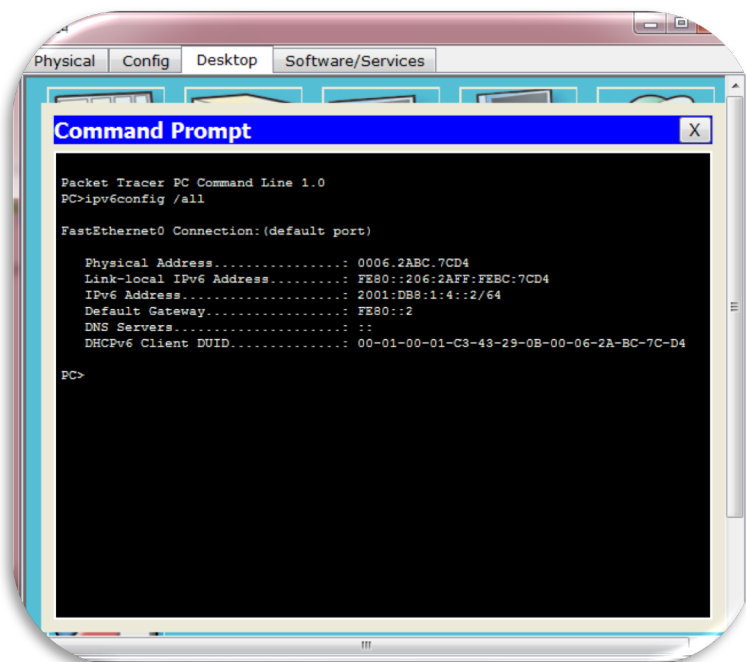 Physical Config Desktop Software/Services
Command Prompt X
Packet Tracer PC Command Line 1.0
PC>ipv6config /all
FastEthernet0 Connection:(default port)
Physical Address................: 0006.2ABC.7CD4
Link-local IPv6 Address.........: FE80::206:2AFF:FEBC:7CD4
IPv6 Address....................: 2001:DB8:1:4::2/64
Default Gateway.................: FE80::2
DNS Servers.....................: ::
DHCPv6 Client DUID..............: 00-01-00-01-C3-43-29-0B-00-06-2A-BC-7C-D4
PC>